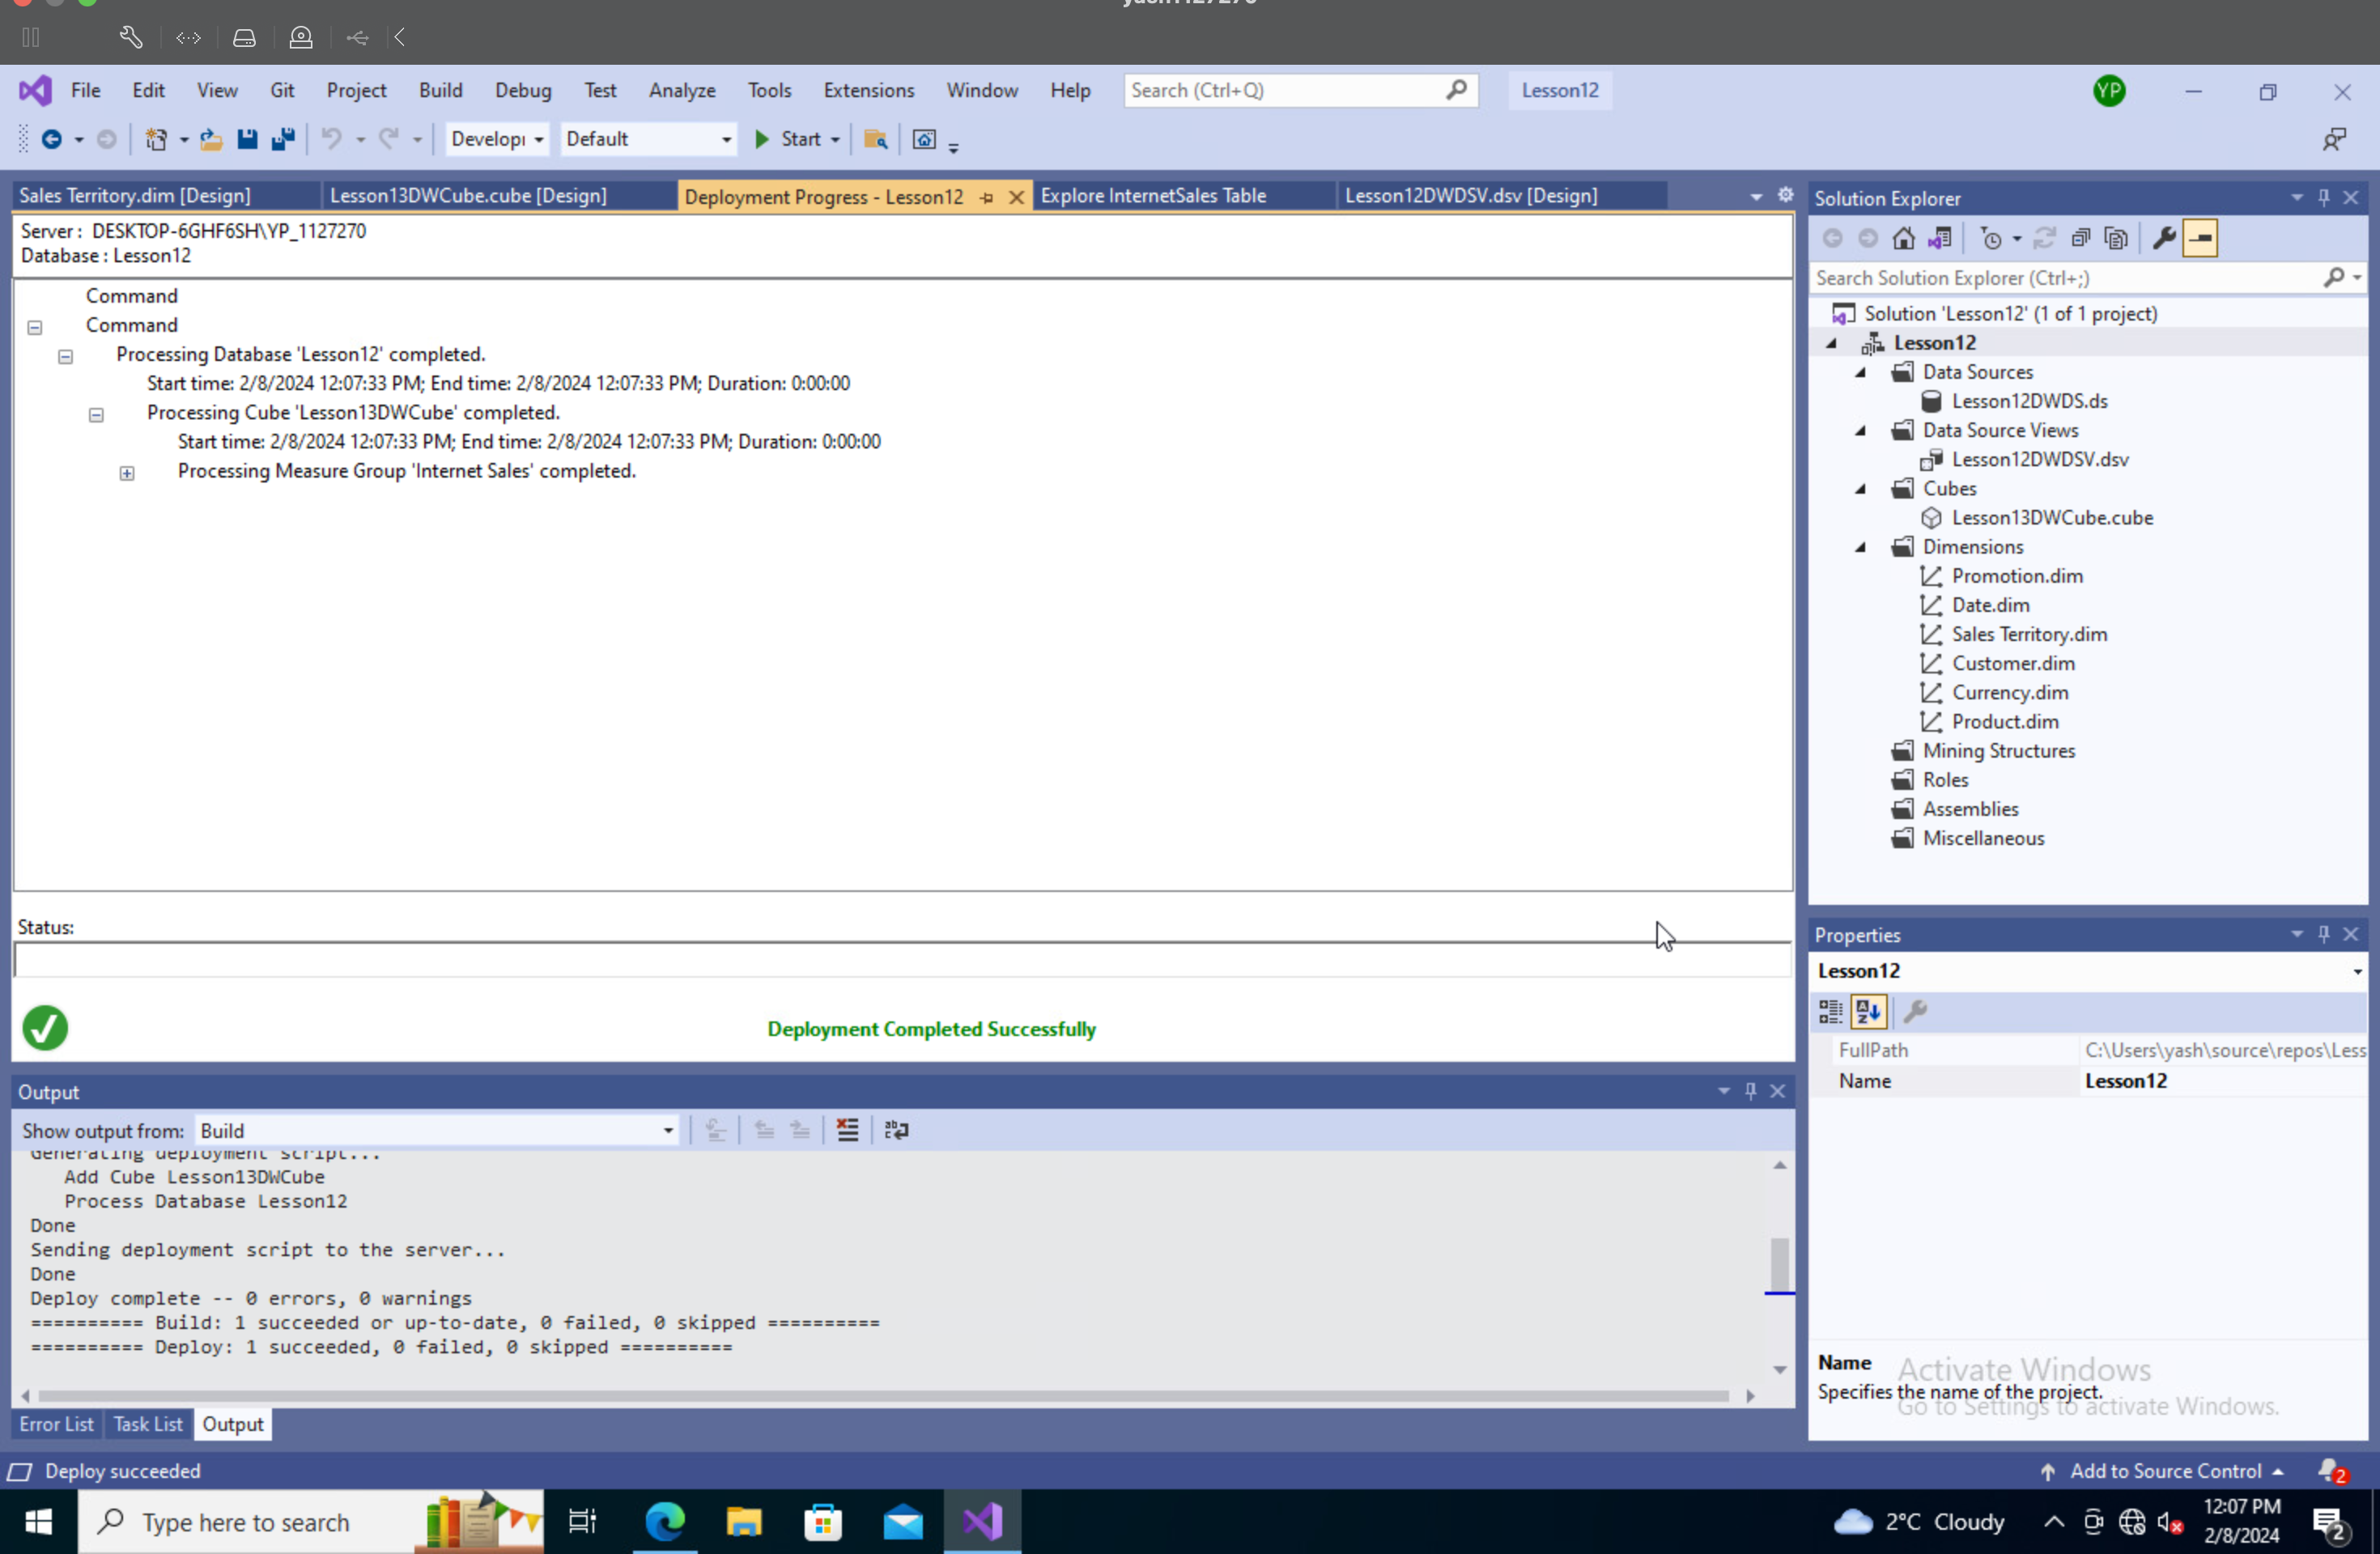 File Edit View Git Project Build Debug Test Analyze Tools Extensions Window Help Search (Ctrl+Q) Lesson12 YP
Default Start
Sales Territory.dim [Design] Lesson13DWCube.cube [Design] Deployment Progress - Lesson12 Explore InternetSales Table Lesson12DWDSV.dsv [Design]
Server : DESKTOP-6GHF6SH\YP_1127270
Database : Lesson12
Command
Command
Processing Database 'Lesson12' completed.
Start time: 2/8/2024 12:07:33 PM; End time: 2/8/2024 12:07:33 PM; Duration: 0:00:00
Processing Cube 'Lesson13DWCube' completed.
Start time: 2/8/2024 12:07:33 PM; End time: 2/8/2024 12:07:33 PM; Duration: 0:00:00
Processing Measure Group 'Internet Sales' completed.
Status:
Deployment Completed Successfully
Output
Show output from: Build
Generating deployment script...
Add Cube Lesson13DWCube
Process Database Lesson12
Done
Sending deployment script to the server...
Done
Deploy complete -- 0 errors, 0 warnings
========== Build: 1 succeeded or up-to-date, 0 failed, 0 skipped ==========
========== Deploy: 1 succeeded, 0 failed, 0 skipped ==========
Error List Task List Output
Solution Explorer
Search Solution Explorer (Ctrl+;)
Solution 'Lesson12' (1 of 1 project)
Lesson12
Data Sources
Lesson12DWDS.ds
Data Source Views
Lesson12DWDSV.dsv
Cubes
Lesson13DWCube.cube
Dimensions
Promotion.dim
Date.dim
Sales Territory.dim
Customer.dim
Currency.dim
Product.dim
Mining Structures
Roles
Assemblies
Miscellaneous
Properties
Lesson12
FullPath C:\Users\yash\source\repos\Less
Name Lesson12
Name
Specifies the name of the project.
Activate Windows
Go to Settings to activate Windows.
Deploy succeeded Add to Source Control 2
Type here to search 2°C Cloudy 12:07 PM
2/8/2024 2